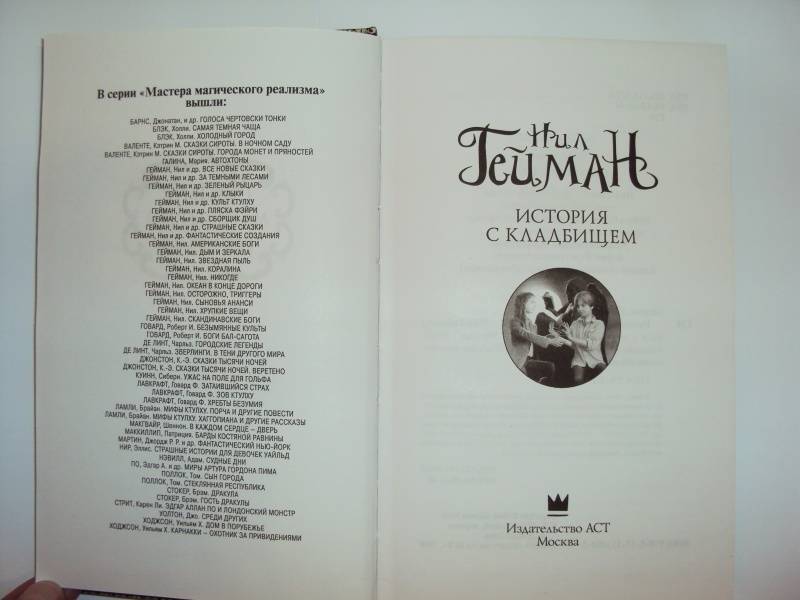 В серии «Мастера магического реализма»
вышли:
БАРНС, Джонатан, и др. ГОЛОСА ЧЕРТОВСКИ ТОНКИ
БЛЭК, Холли. САМАЯ ТЕМНАЯ ЧАЩА
БЛЭК, Холли. ХОЛОДНЫЙ ГОРОД
ВАЛЕНТЕ, Кэтрин М. СКАЗКИ СИРОТЫ. В НОЧНОМ САДУ
ВАЛЕНТЕ, Кэтрин М. СКАЗКИ СИРОТЫ. ГОРОДА МОНЕТ И ПРЯНОСТЕЙ
ГАЛИНА, Мария. АВТОХТОНЫ
ГЕЙМАН, Нил и др. ВСЕ НОВЫЕ СКАЗКИ
ГЕЙМАН, Нил и др. ЗА ТЕМНЫМИ ЛЕСАМИ
ГЕЙМАН, Нил и др. ЗЕЛЕНЫЙ РЫЦАРЬ
ГЕЙМАН, Нил и др. КЛЫКИ
ГЕЙМАН, Нил и др. КУЛЬТ КТУЛХУ
ГЕЙМАН, Нил и др. ПЛЯСКА ФЭЙРИ
ГЕЙМАН, Нил и др. СБОРЩИК ДУШ
ГЕЙМАН, Нил и др. СТРАШНЫЕ СКАЗКИ
ГЕЙМАН, Нил и др. ФАНТАСТИЧЕСКИЕ СОЗДАНИЯ
ГЕЙМАН, Нил. АМЕРИКАНСКИЕ БОГИ
ГЕЙМАН, Нил. ДЫМ И ЗЕРКАЛА
ГЕЙМАН, Нил. ЗВЕЗДНАЯ ПЫЛЬ
ГЕЙМАН, Нил. КОРАЛИНА
ГЕЙМАН, Нил. НИКОГДЕ
ГЕЙМАН, Нил. ОКЕАН В КОНЦЕ ДОРОГИ
ГЕЙМАН, Нил. ОСТОРОЖНО, ТРИГГЕРЫ
ГЕЙМАН, Нил. СЫНОВЬЯ АНАНСИ
ГЕЙМАН, Нил. ХРУПКИЕ ВЕЩИ
ГЕЙМАН, Нил. СКАНДИНАВСКИЕ БОГИ
ГОВАРД, Роберт И. БЕЗЫМЯННЫЕ КУЛЬТЫ
ГОВАРД, Роберт И. БОГИ БАЛ-САГОТА
ДЕ ЛИНТ, Чарльз. ГОРОДСКИЕ ЛЕГЕНДЫ
ДЕ ЛИНТ, Чарльз. ЗВЕРЛИНГИ. В ТЕНИ ДРУГОГО МИРА
ДЖОНСТОН, К.-Э. СКАЗКИ ТЫСЯЧИ НОЧЕЙ
ДЖОНСТОН, К.-Э. СКАЗКИ ТЫСЯЧИ НОЧЕЙ. ВЕРЕТЕНО
КУИНН, Сиберн. УЖАС НА ПОЛЕ ДЛЯ ГОЛЬФА
ЛАВКРАФТ, Говард Ф. ЗАТАИВШИЙСЯ СТРАХ
ЛАВКРАФТ, Говард Ф. ЗОВ КТУЛХУ
ЛАВКРАФТ, Говард Ф. ХРЕБТЫ БЕЗУМИЯ
ЛАМЛИ, Брайан. МИФЫ КТУЛХУ. ПОРЧА И ДРУГИЕ ПОВЕСТИ
ЛАМЛИ, Брайан. МИФЫ КТУЛХУ. ХАГГОПИАНА И ДРУГИЕ РАССКАЗЫ
МАКГВАЙР, Шеннон. В КАЖДОМ СЕРДЦЕ – ДВЕРЬ
МАККИЛЛИП, Патриция. БАРДЫ КОСТЯНОЙ РАВНИНЫ
МАРТИН, Джордж Р. Р. и др. ФАНТАСТИЧЕСКИЙ НЬЮ-ЙОРК
НИР, Эллис. СТРАШНЫЕ ИСТОРИИ ДЛЯ ДЕВОЧЕК УАЙЛЬД
НЭВИЛЛ, Адам. СУДНЫЕ ДНИ
ПО, Эдгар А. и др. МИРЫ АРТУРА ГОРДОНА ПИМА
ПОЛЛОК, Том. СЫН ГОРОДА
ПОЛЛОК, Том. СТЕКЛЯННАЯ РЕСПУБЛИКА
СТОКЕР, Брэм. ДРАКУЛА
СТОКЕР, Брэм. ГОСТЬ ДРАКУЛЫ
СТРИТ, Карен Ли. ЭДГАР АЛЛАН ПО И ЛОНДОНСКИЙ МОНСТР
УОЛТОН, Джо. СРЕДИ ДРУГИХ
ХОДЖСОН, Уильям Х. ДОМ В ПОРУБЕЖЬЕ
ХОДЖСОН, Уильям Х. КАРНАККИ – ОХОТНИК ЗА ПРИВИДЕНИЯМИ
Нил
Гейман
ИСТОРИЯ
С КЛАДБИЩЕМ
Издательство АСТ
Москва